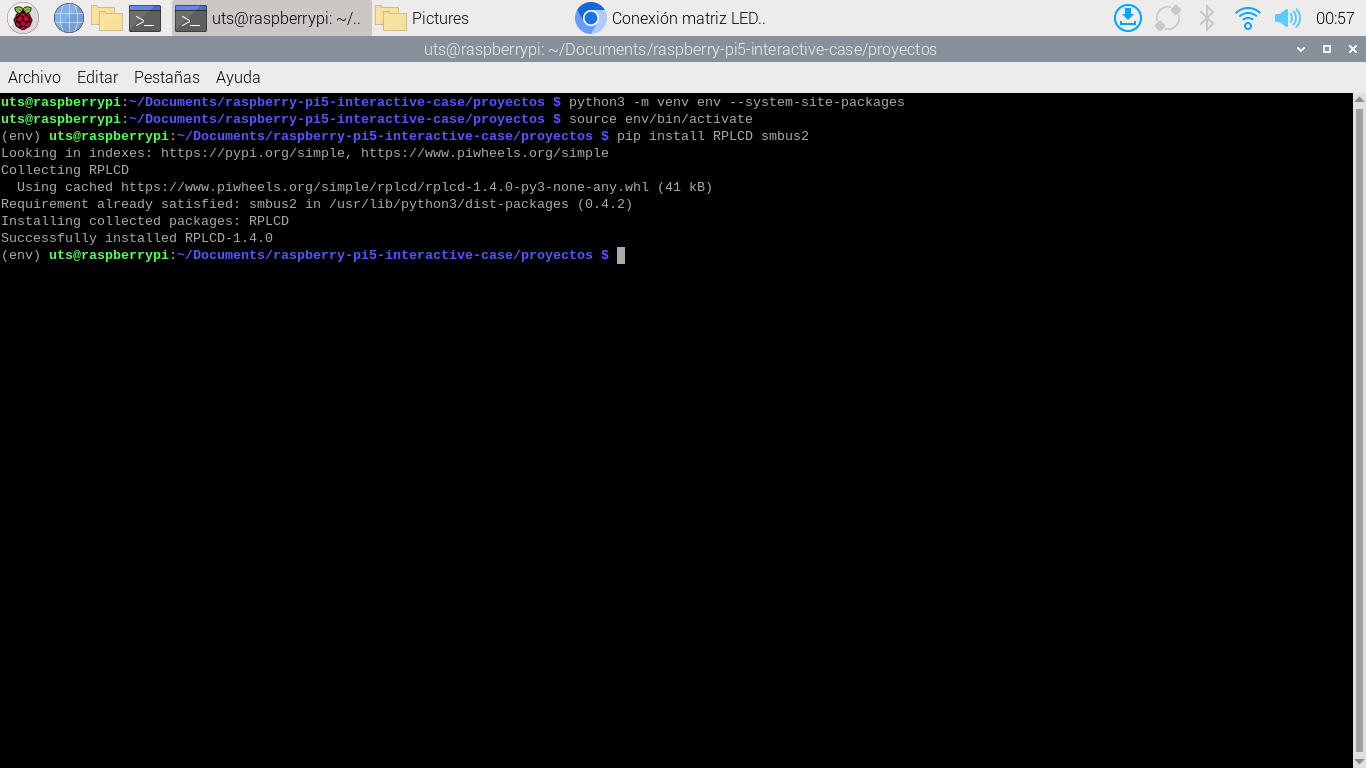 uts@raspberrypi: ~/.. Pictures Conexión matriz LED.. 00:57
uts@raspberrypi: ~/Documents/raspberry-pi5-interactive-case/proyectos
Archivo Editar Pestañas Ayuda
uts@raspberrypi:~/Documents/raspberry-pi5-interactive-case/proyectos $ python3 -m venv env --system-site-packages
uts@raspberrypi:~/Documents/raspberry-pi5-interactive-case/proyectos $ source env/bin/activate
(env) uts@raspberrypi:~/Documents/raspberry-pi5-interactive-case/proyectos $ pip install RPLCD smbus2
Looking in indexes: https://pypi.org/simple, https://www.piwheels.org/simple
Collecting RPLCD
  Using cached https://www.piwheels.org/simple/rplcd/rplcd-1.4.0-py3-none-any.whl (41 kB)
Requirement already satisfied: smbus2 in /usr/lib/python3/dist-packages (0.4.2)
Installing collected packages: RPLCD
Successfully installed RPLCD-1.4.0
(env) uts@raspberrypi:~/Documents/raspberry-pi5-interactive-case/proyectos $